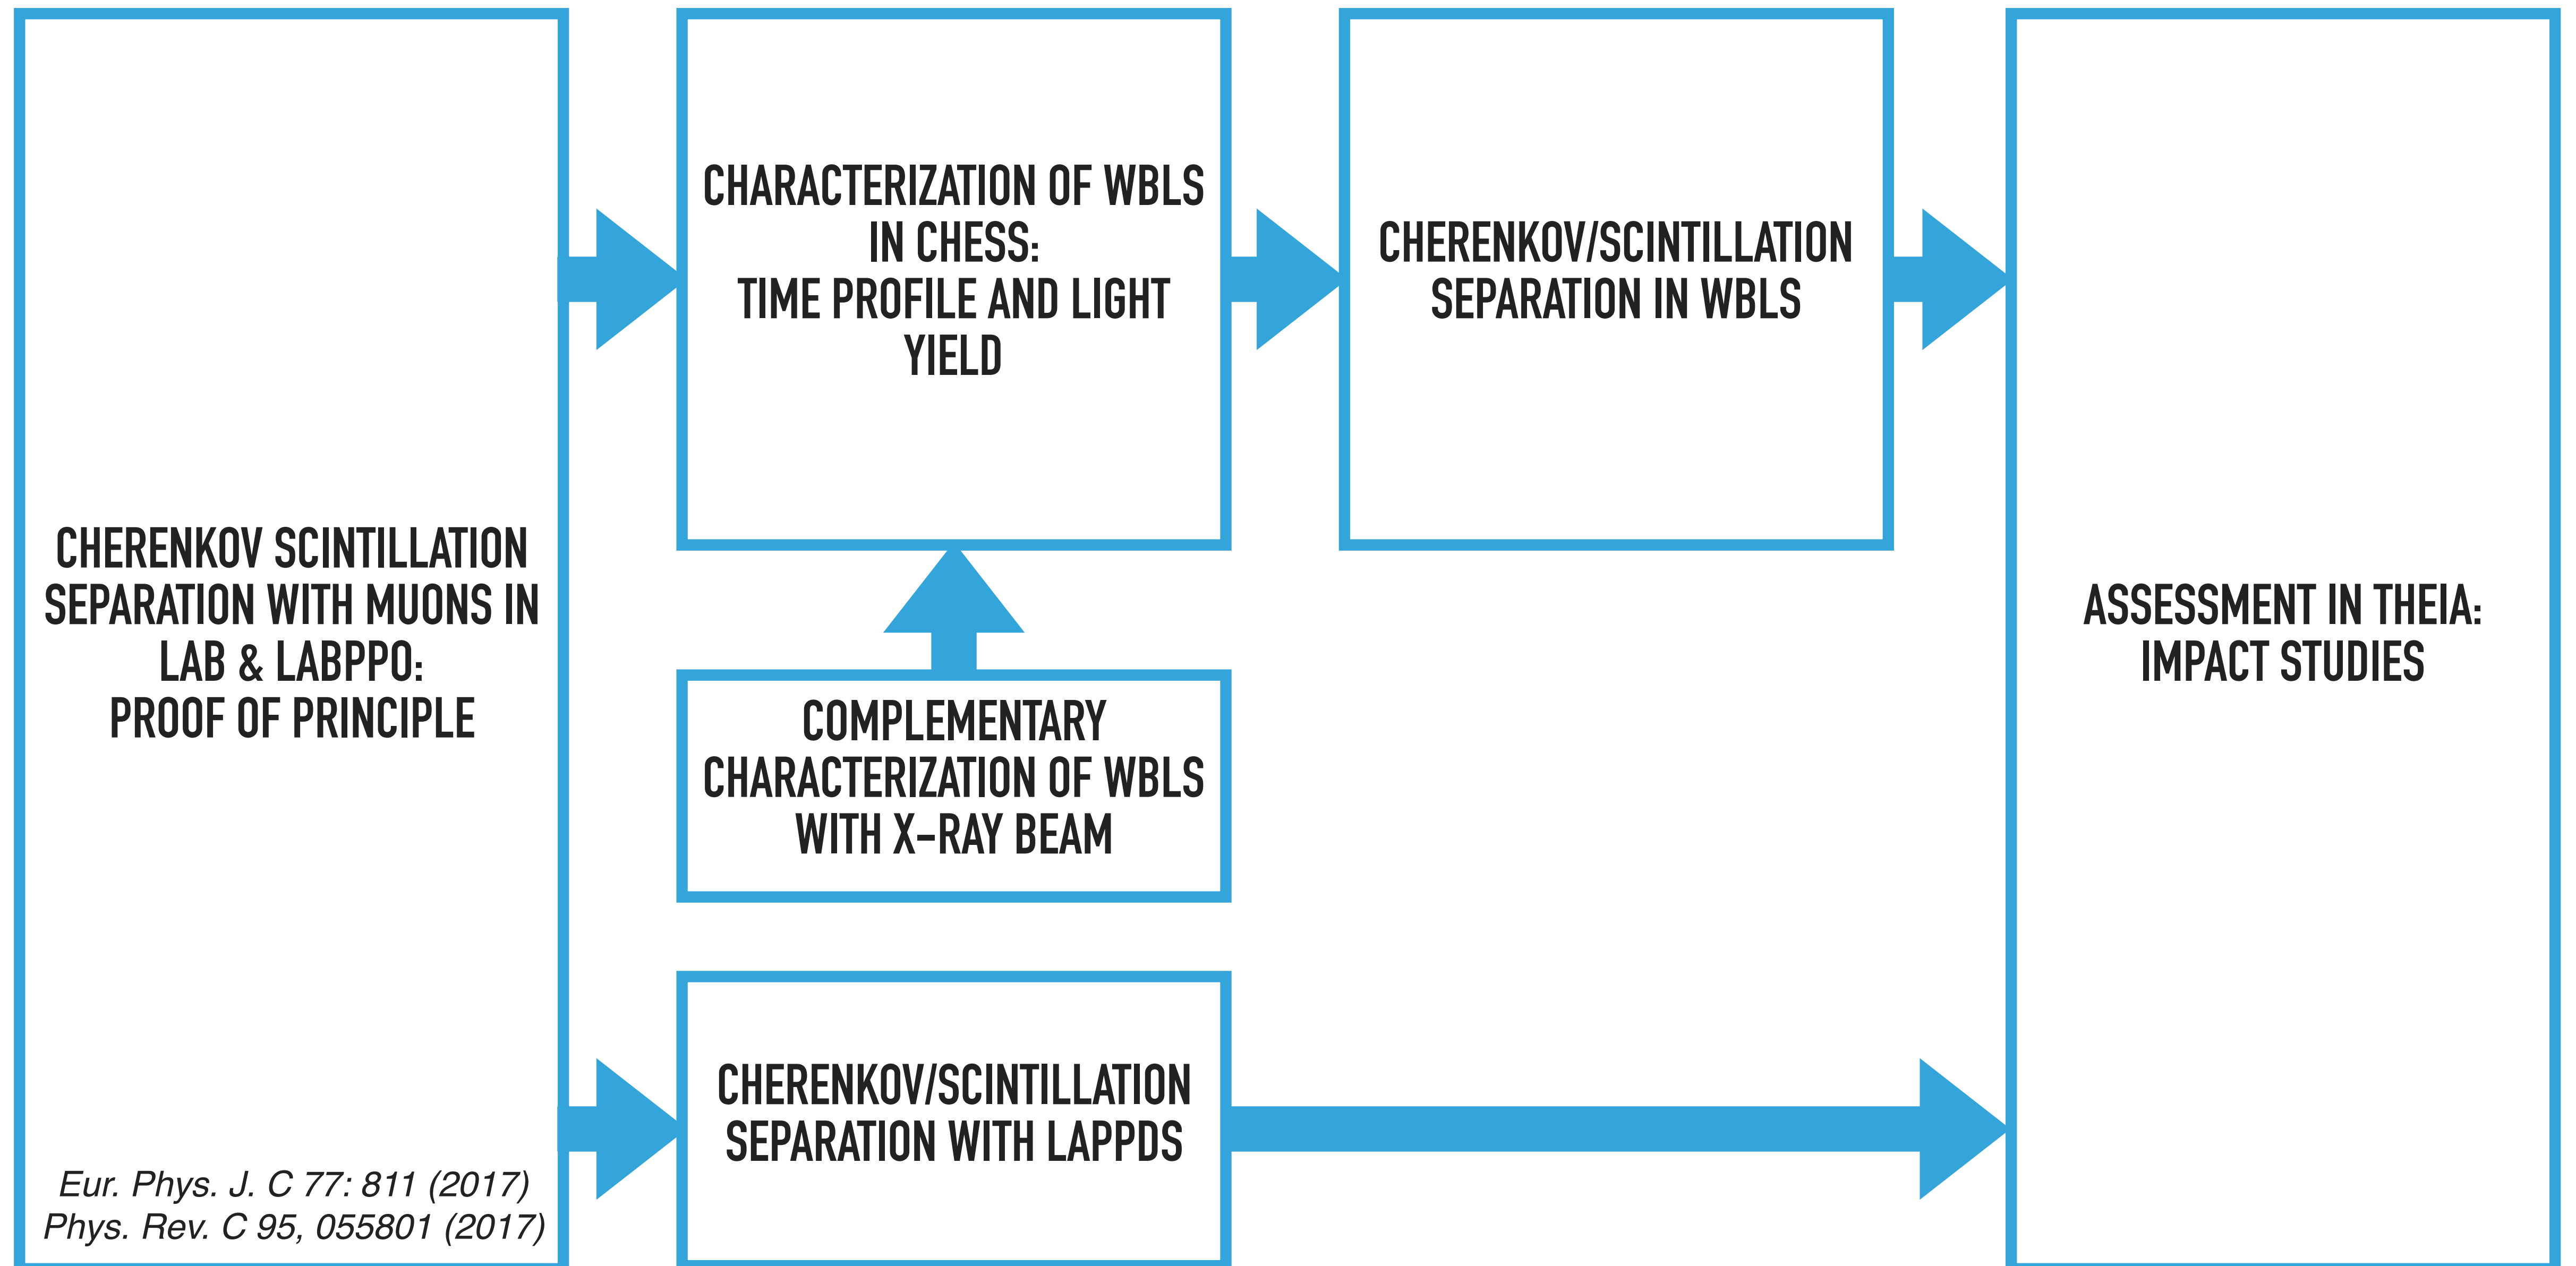 CHERENKOV SCINTILLATION
SEPARATION WITH MUONS IN
LAB & LABPPO:
PROOF OF PRINCIPLE
Eur. Phys. J. C 77: 811 (2017)
Phys. Rev. C 95, 055801 (2017)
CHARACTERIZATION OF WBLS
IN CHESS:
TIME PROFILE AND LIGHT
YIELD
CHERENKOV/SCINTILLATION
SEPARATION IN WBLS
COMPLEMENTARY
CHARACTERIZATION OF WBLS
WITH X-RAY BEAM
CHERENKOV/SCINTILLATION
SEPARATION WITH LAPPDS
ASSESSMENT IN THEIA:
IMPACT STUDIES